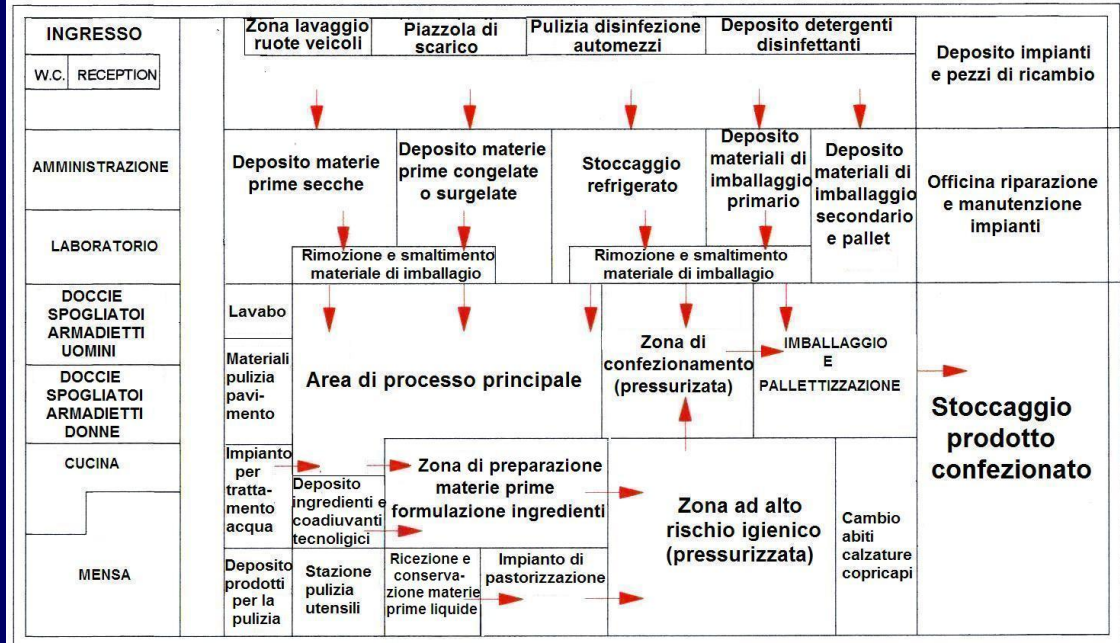 INGRESSO
W.C.
RECEPTION
Zona lavaggio
ruote veicoli
Piazzola di
scarico
Pulizia disinfezione
automezzi
Deposito detergenti
disinfettanti
Deposito impianti
e pezzi di ricambio
AMMINISTRAZIONE
Deposito materie
prime secche
Deposito materie
prime congelate
o surgelate
Stoccaggio
refrigerato
Deposito
materiali di
imballaggio
primario
Deposito
materiali di
imballaggio
secondario
e pallet
Officina riparazione
e manutenzione
impianti
LABORATORIO
Rimozione e smaltimento
materiale di imballagio
Rimozione e smaltimento
materiale di imballagio
DOCCIE
SPOGLIATOI
ARMADIETTI
UOMINI
Lavabo
Materiali
pulizia
pavi-
mento
Area di processo principale
Zona di
confezionamento
(pressurizata)
IMBALLAGGIO
E
PALLETTIZZAZIONE
DOCCIE
SPOGLIATOI
ARMADIETTI
DONNE
Stoccaggio
prodotto
confezionato
CUCINA
Impianto
per
tratta-
mento
acqua
Deposito
ingredienti e
coadiuvanti
tecnoligici
Zona di preparazione
materie prime
formulazione ingredienti
Zona ad alto
rischio igienico
(pressurizzata)
Cambio
abiti
calzature
copricapi
MENSA
Deposito
prodotti
per la
pulizia
Stazione
pulizia
utensili
Ricezione e
conserva-
zione materie
prime liquide
Impianto di
pastorizzazione